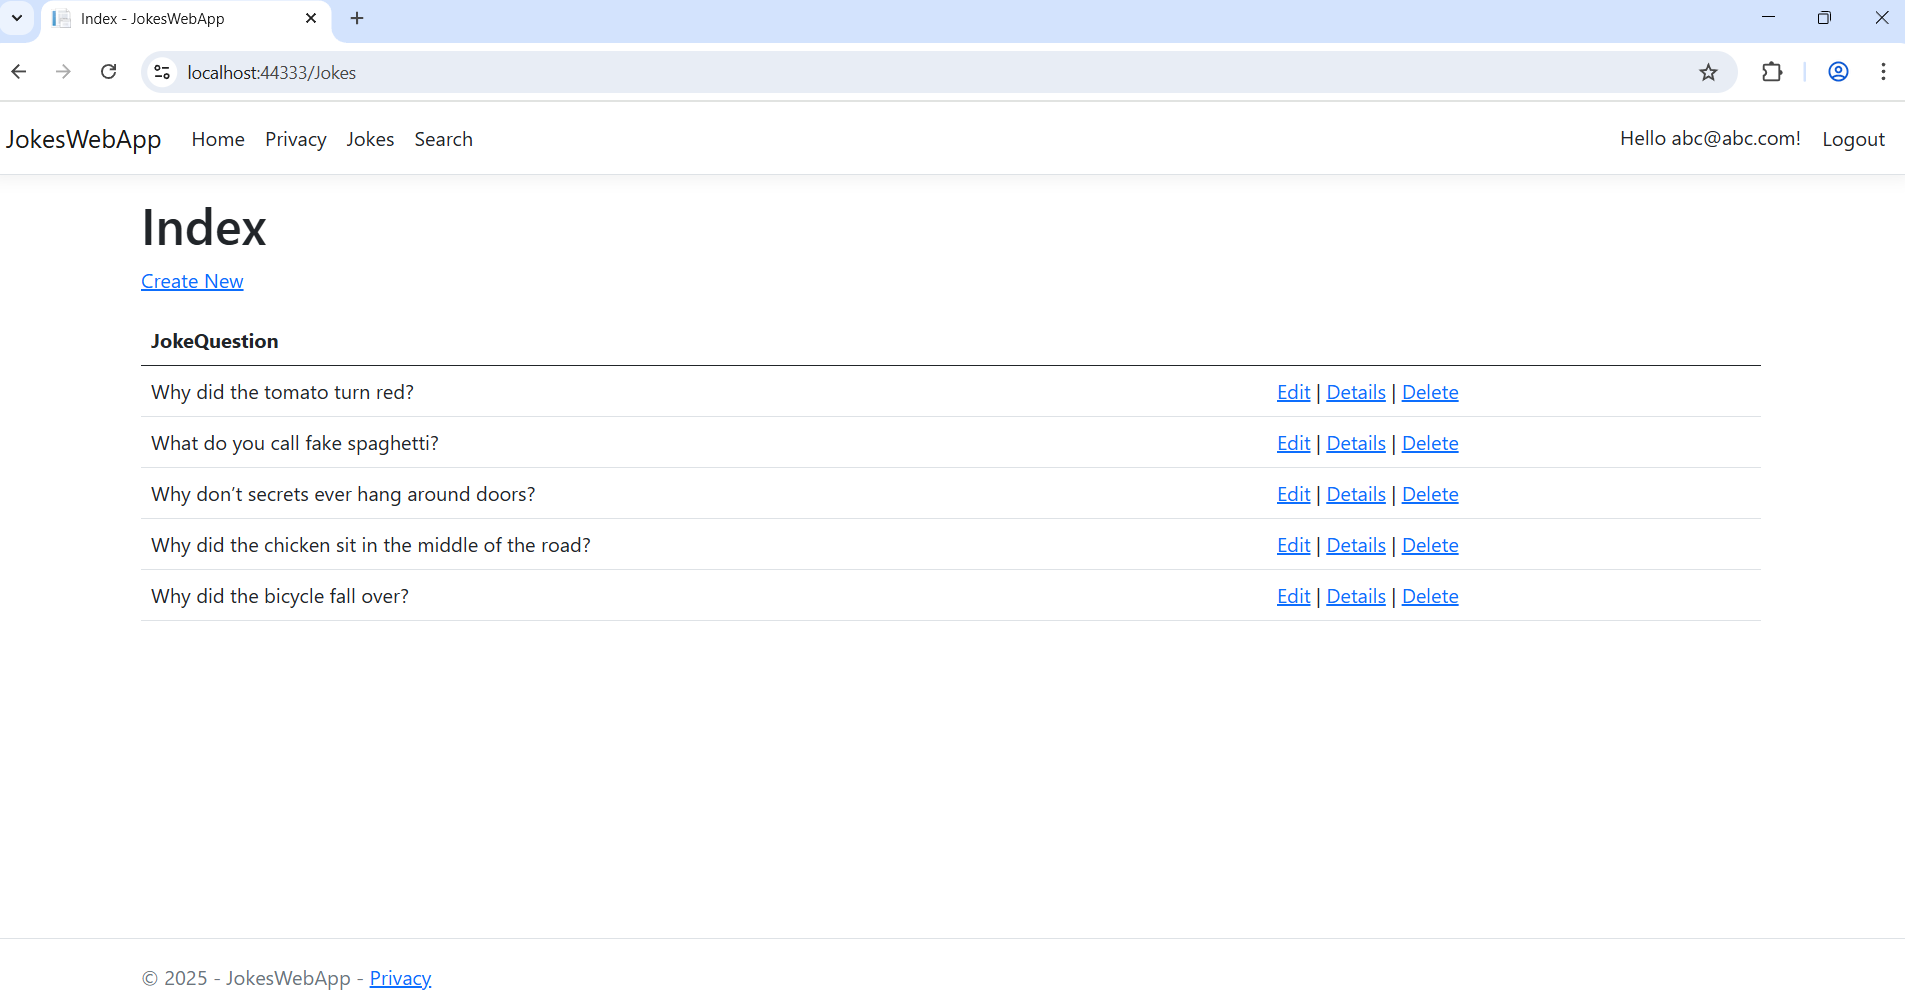 Index - JokesWebApp
localhost:44333/Jokes
JokesWebApp Home Privacy Jokes Search Hello abc@abc.com! Logout
Index
Create New
JokeQuestion
Why did the tomato turn red? Edit | Details | Delete
What do you call fake spaghetti? Edit | Details | Delete
Why don’t secrets ever hang around doors? Edit | Details | Delete
Why did the chicken sit in the middle of the road? Edit | Details | Delete
Why did the bicycle fall over? Edit | Details | Delete
© 2025 - JokesWebApp - Privacy